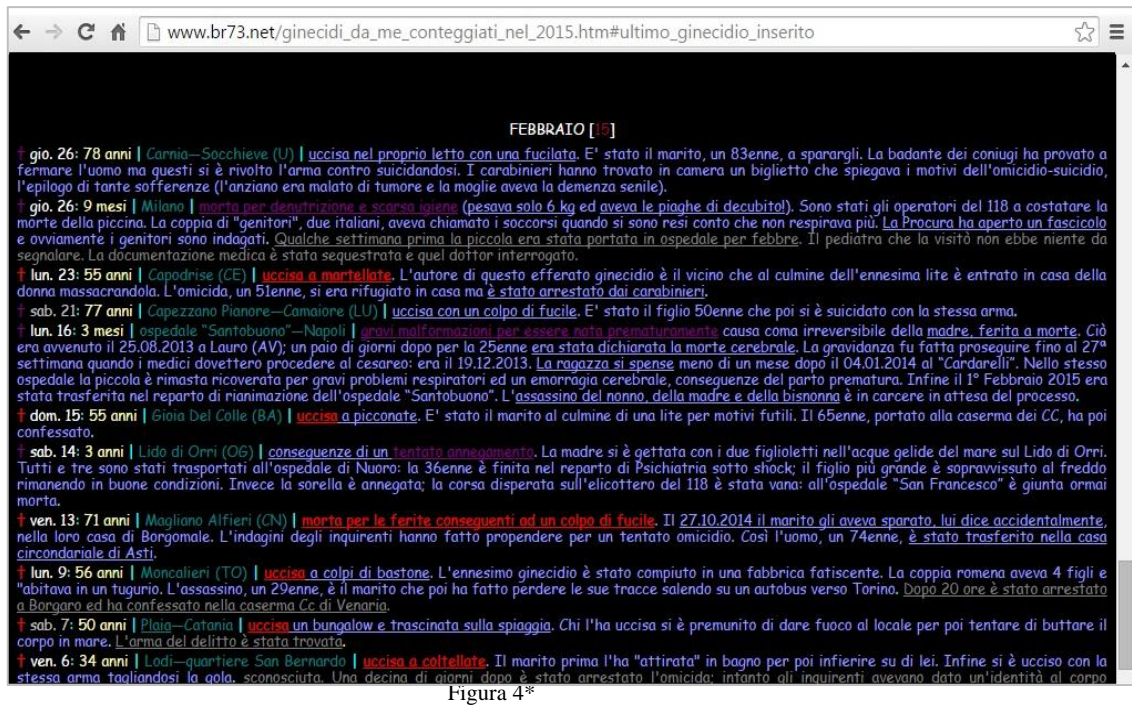 www.br73.net/ginecidi_da_me_conteggiati_nel_2015.htm#ultimo_ginecidio_inserito
FEBBRAIO [15]
† gio. 26: 78 anni | Carnia—Socchieve (U) | uccisa nel proprio letto con una fucilata. E' stato il marito, un 83enne, a sparargli. La badante dei coniugi ha provato a
fermare l'uomo ma questi si è rivolto l'arma contro suicidandosi. I carabinieri hanno trovato in camera un biglietto che spiegava i motivi dell'omicidio-suicidio,
l'epilogo di tante sofferenze (l'anziano era malato di tumore e la moglie aveva la demenza senile).
† gio. 26: 9 mesi | Milano | morta per denutrizione e scarsa igiene (pesava solo 6 kg ed aveva le piaghe di decubito!). Sono stati gli operatori del 118 a costatare la
morte della piccina. La coppia di "genitori", due italiani, aveva chiamato i soccorsi quando si sono resi conto che non respirava più. La Procura ha aperto un fascicolo
e ovviamente i genitori sono indagati. Qualche settimana prima la piccola era stata portata in ospedale per febbre. Il pediatra che la visitò non ebbe niente da
segnalare. La documentazione medica è stata sequestrata e quel dottor interrogato.
† lun. 23: 55 anni | Capodrise (CE) | uccisa a martellate. L'autore di questo efferato ginecidio è il vicino che al culmine dell'ennesima lite è entrato in casa della
donna massacrandola. L'omicida, un 51enne, si era rifugiato in casa ma è stato arrestato dai carabinieri.
† sab. 21: 77 anni | Capezzano Pianore—Camaiore (LU) | uccisa con un colpo di fucile. E' stato il figlio 50enne che poi si è suicidato con la stessa arma.
† lun. 16: 3 mesi | ospedale “Santobuono”—Napoli | gravi malformazioni per essere nata prematuramente causa coma irreversibile della madre, ferita a morte. Ciò
era avvenuto il 25.08.2013 a Lauro (AV); un paio di giorni dopo per la 25enne era stata dichiarata la morte cerebrale. La gravidanza fu fatta proseguire fino al 27ª
settimana quando i medici dovettero procedere al cesareo: era il 19.12.2013. La ragazza si spense meno di un mese dopo il 04.01.2014 al “Cardarelli”. Nello stesso
ospedale la piccola è rimasta ricoverata per gravi problemi respiratori ed un emorragia cerebrale, conseguenze del parto prematura. Infine il 1° Febbraio 2015 era
stata trasferita nel reparto di rianimazione dell'ospedale “Santobuono”. L'assassino del nonno, della madre e della bisnonna è in carcere in attesa del processo.
† dom. 15: 55 anni | Gioia Del Colle (BA) | uccisa a picconate. E' stato il marito al culmine di una lite per motivi futili. Il 65enne, portato alla caserma dei CC, ha poi
confessato.
† sab. 14: 3 anni | Lido di Orri (OG) | conseguenze di un tentato annegamento. La madre si è gettata con i due figlioletti nell'acque gelide del mare sul Lido di Orri.
Tutti e tre sono stati trasportati all'ospedale di Nuoro: la 36enne è finita nel reparto di Psichiatria sotto shock; il figlio più grande è sopravvissuto al freddo
rimanendo in buone condizioni. Invece la sorella è annegata; la corsa disperata sull'elicottero del 118 è stata vana: all'ospedale “San Francesco” è giunta ormai
morta.
† ven. 13: 71 anni | Magliano Alfieri (CN) | morta per le ferite conseguenti ad un colpo di fucile. Il 27.10.2014 il marito gli aveva sparato, lui dice accidentalmente,
nella loro casa di Borgomale. L'indagini degli inquirenti hanno fatto propendere per un tentato omicidio. Così l'uomo, un 74enne, è stato trasferito nella casa
circondariale di Asti.
† lun. 9: 56 anni | Moncalieri (TO) | uccisa a colpi di bastone. L'ennesimo ginecidio è stato compiuto in una fabbrica fatiscente. La coppia romena aveva 4 figli e
"abitava in un tugurio. L'assassino, un 29enne, è il marito che poi ha fatto perdere le sue tracce salendo su un autobus verso Torino. Dopo 20 ore è stato arrestato
a Borgaro ed ha confessato nella caserma Cc di Venaria.
† sab. 7: 50 anni | Plaia—Catania | uccisa un bungalow e trascinata sulla spiaggia. Chi l'ha uccisa si è premunito di dare fuoco al locale per poi tentare di buttare il
corpo in mare. L'arma del delitto è stata trovata.
† ven. 6: 34 anni | Lodi—quartiere San Bernardo | uccisa a coltellate. Il marito prima l'ha "attirata" in bagno per poi infierire su di lei. Infine si è ucciso con la
stessa arma tagliandosi la gola. sconosciuta. Una decina di giorni dopo è stato arrestato l'omicida; intanto gli inquirenti avevano dato un'identità al corpo
Figura 4*